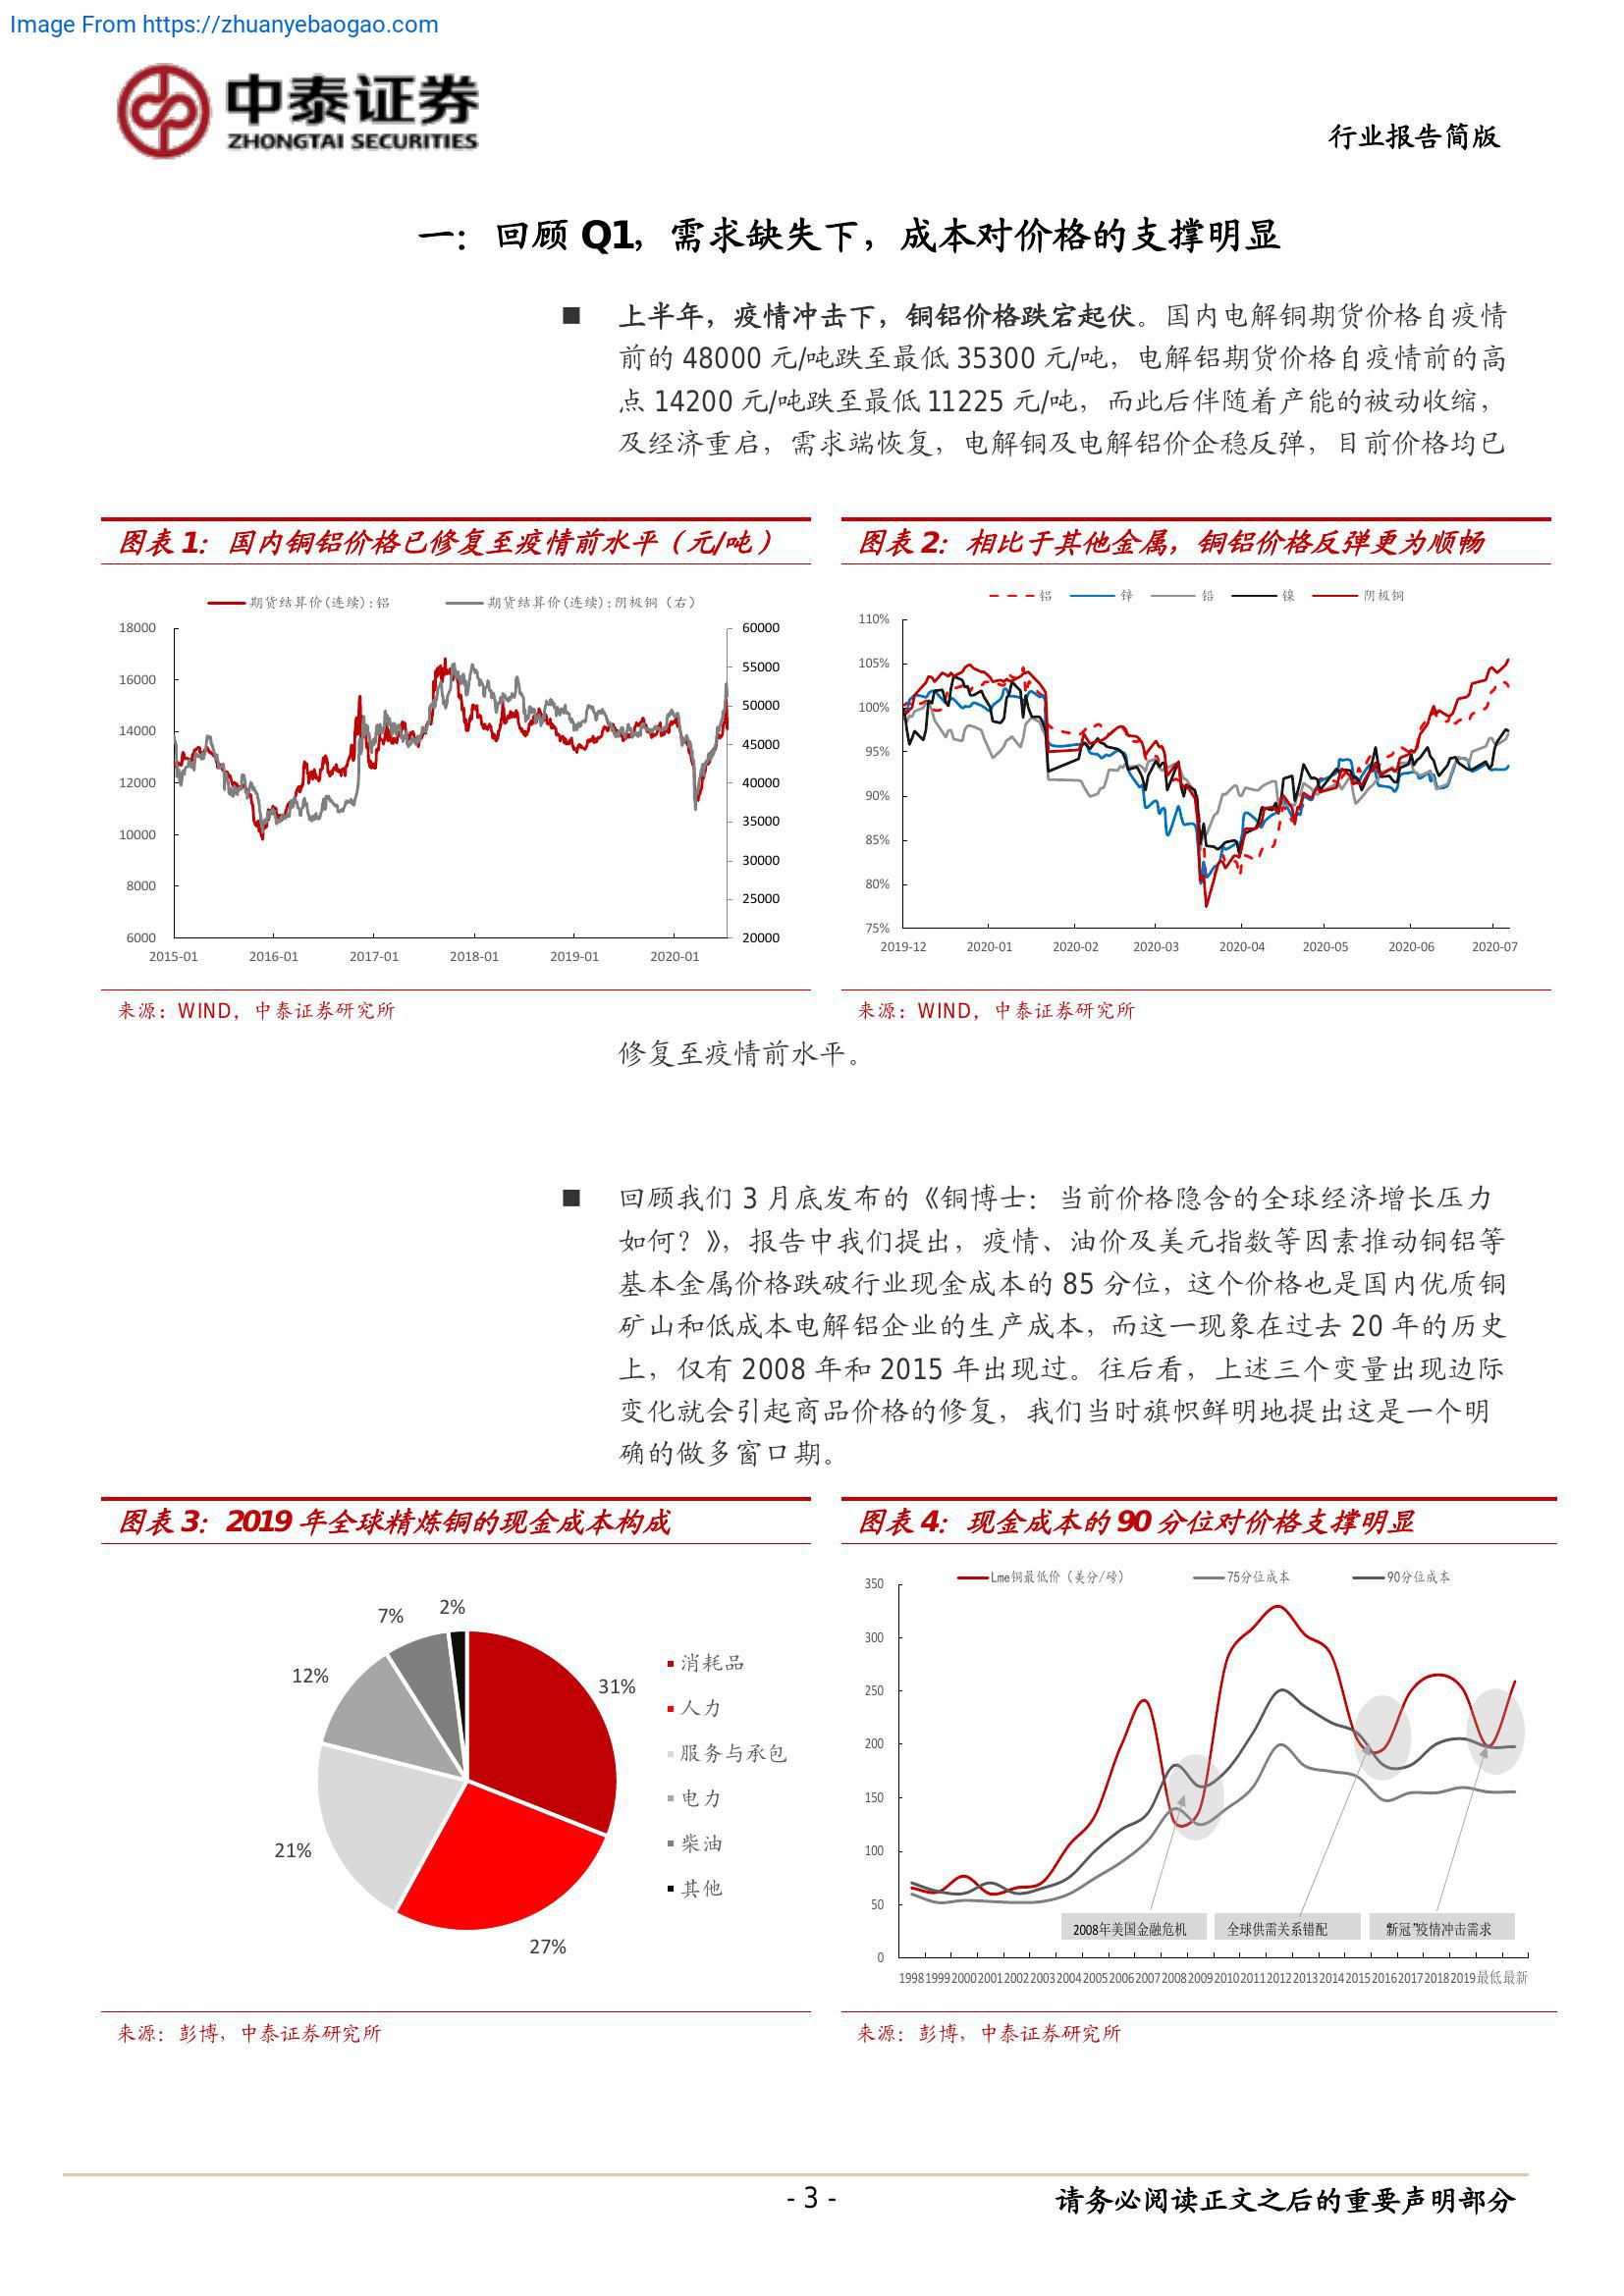 Image From https://zhuanyebaogao.com
中泰证券
ZHONGTAI SECURITIES
行业报告简版
一：回顾 Q1，需求缺失下，成本对价格的支撑明显
■ 上半年，疫情冲击下，铜铝价格跌宕起伏。国内电解铜期货价格自疫情
前的 48000 元/吨跌至最低 35300 元/吨，电解铝期货价格自疫情前的高
点 14200 元/吨跌至最低 11225 元/吨，而此后伴随着产能的被动收缩，
及经济重启，需求端恢复，电解铜及电解铝价企稳反弹，目前价格均已
图表 1：国内铜铝价格已修复至疫情前水平（元/吨）
期货结算价(连续):铝 期货结算价(连续):阴极铜（右）
18000
16000
14000
12000
10000
8000
6000
60000
55000
50000
45000
40000
35000
30000
25000
20000
2015-01 2016-01 2017-01 2018-01 2019-01 2020-01
来源：WIND，中泰证券研究所
图表 2：相比于其他金属，铜铝价格反弹更为顺畅
铝 锌 铅 镍 阴极铜
110%
105%
100%
95%
90%
85%
80%
75%
2019-12 2020-01 2020-02 2020-03 2020-04 2020-05 2020-06 2020-07
来源：WIND，中泰证券研究所
修复至疫情前水平。
■ 回顾我们 3 月底发布的《铜博士：当前价格隐含的全球经济增长压力
如何？》，报告中我们提出，疫情、油价及美元指数等因素推动铜铝等
基本金属价格跌破行业现金成本的 85 分位，这个价格也是国内优质铜
矿山和低成本电解铝企业的生产成本，而这一现象在过去 20 年的历史
上，仅有 2008 年和 2015 年出现过。往后看，上述三个变量出现边际
变化就会引起商品价格的修复，我们当时旗帜鲜明地提出这是一个明
确的做多窗口期。
图表 3：2019 年全球精炼铜的现金成本构成
2%
7%
12%
21%
27%
31%
消耗品
人力
服务与承包
电力
柴油
其他
来源：彭博，中泰证券研究所
图表 4：现金成本的 90 分位对价格支撑明显
Lme铜最低价（美分/磅） 75分位成本 90分位成本
350
300
250
200
150
100
50
0
2008年美国金融危机 全球供需关系错配 “新冠”疫情冲击需求
1998 1999 2000 2001 2002 2003 2004 2005 2006 2007 2008 2009 2010 2011 2012 2013 2014 2015 2016 2017 2018 2019 最低 最新
来源：彭博，中泰证券研究所
- 3 -
请务必阅读正文之后的重要声明部分